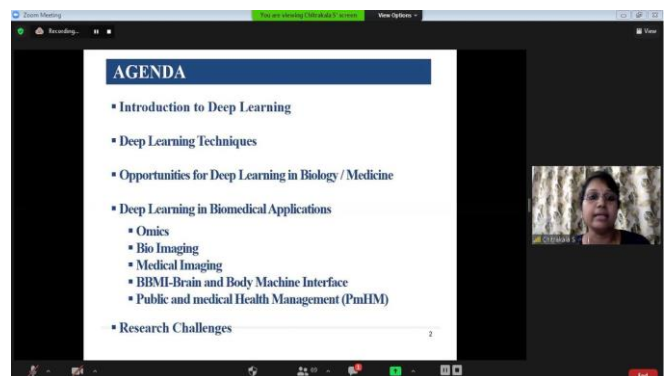 Zoom Meeting
You are viewing Chitrakala S' screen
View Options
Recording...
View
AGENDA
▪ Introduction to Deep Learning
▪ Deep Learning Techniques
▪ Opportunities for Deep Learning in Biology / Medicine
▪ Deep Learning in Biomedical Applications
▪ Omics
▪ Bio Imaging
▪ Medical Imaging
▪ BBMI-Brain and Body Machine Interface
▪ Public and medical Health Management (PmHM)
▪ Research Challenges
2
Chitrakala S
End